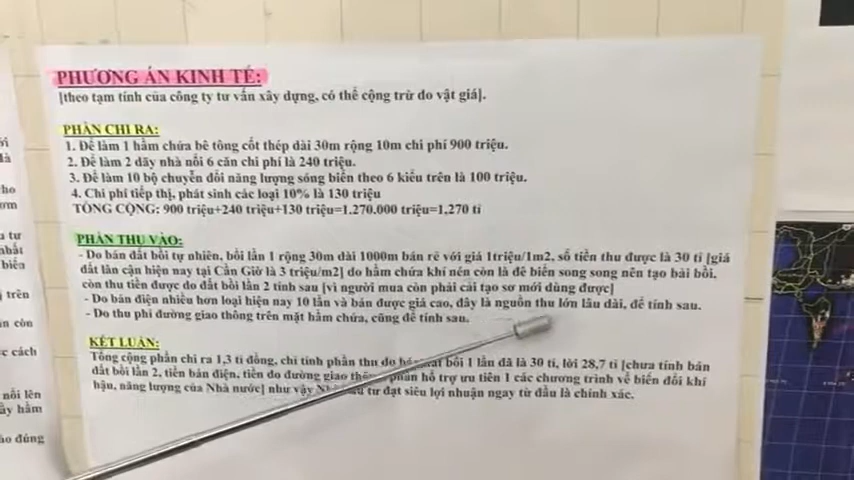 PHƯƠNG ÁN KINH TẾ:
[theo tạm tính của công ty tư vấn xây dựng, có thể cộng trừ do vật giá].
PHẦN CHI RA:
1. Để làm 1 hầm chứa bê tông cốt thép dài 30m rộng 10m chi phí 900 triệu.
2. Để làm 2 dãy nhà nổi 6 căn chi phí là 240 triệu.
3. Để làm 10 bộ chuyển đổi năng lượng sóng biển theo 6 kiểu trên là 100 triệu.
4. Chi phí tiếp thị, phát sinh các loại 10% là 130 triệu
TỔNG CỘNG: 900 triệu+240 triệu+130 triệu=1.270.000 triệu=1,270 tỉ
PHẦN THU VÀO:
- Do bán đất bồi tự nhiên, bồi lần 1 rộng 30m dài 1000m bán rẻ với giá 1triệu/1m2, số tiền thu được là 30 tỉ [giá
đất lân cận hiện nay tại Cần Giờ là 3 triệu/m2] do hầm chứa khí nén còn là đê biển song song nên tạo bãi bồi,
còn thu tiền được do đất bồi lần 2 tính sau [vì người mua còn phải cải tạo sơ mới dùng được]
- Do bán điện nhiều hơn loại hiện nay 10 lần và bán được giá cao, đây là nguồn thu lớn lâu dài, để tính sau.
- Do thu phí đường giao thông trên mặt hầm chứa, cũng để tính sau.
KẾT LUẬN:
Tổng cộng phần chi ra 1,3 tỉ đồng, chỉ tính phần thu do bồi 1 lần đã là 30 tỉ, lời 28,7 tỉ [chưa tính bán
đất bồi lần 2, tiền bán điện, tiền do đường giao phần hỗ trợ ưu tiên 1 các chương trình về biến đổi khí
hậu, năng lượng của Nhà nước] như vậy tư đạt siêu lợi nhuận ngay từ đầu là chính xác.